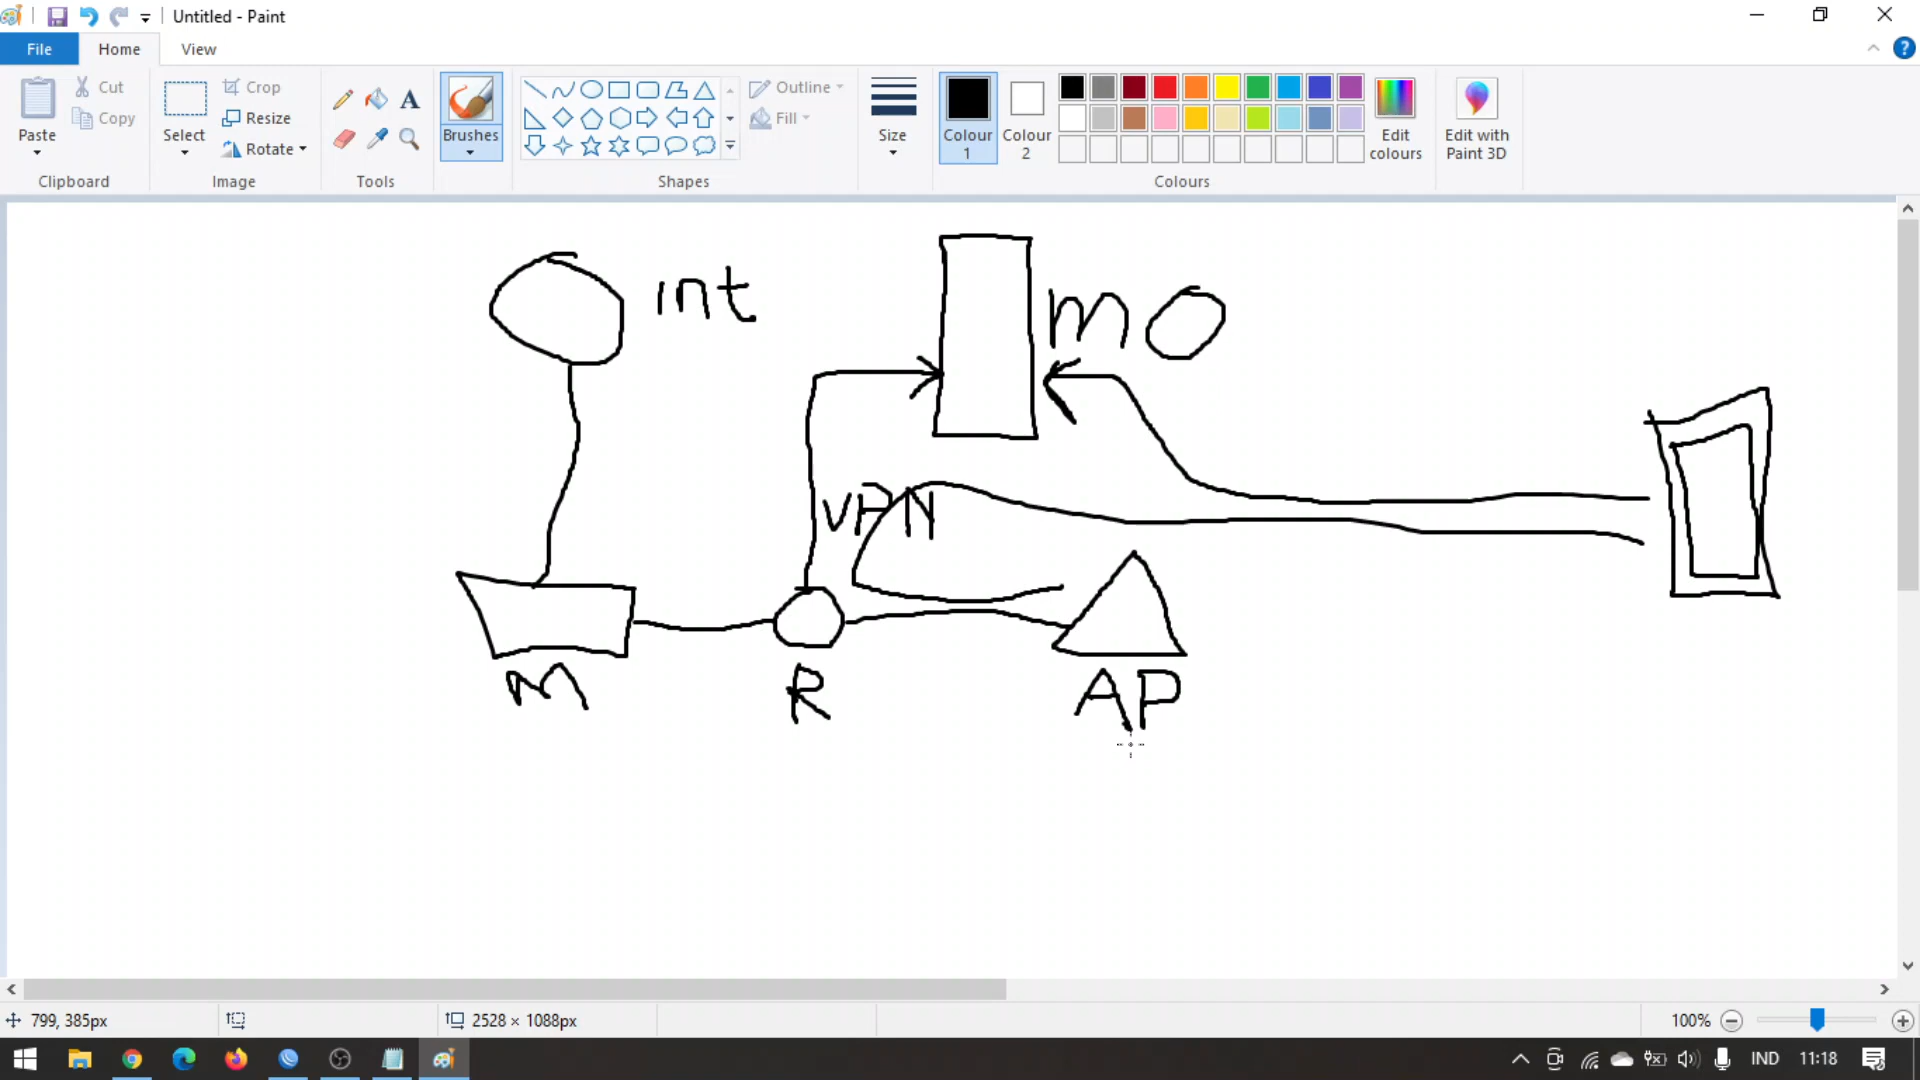 Untitled - Paint
File
Home
View
Paste
Cut
Copy
Clipboard
Select
Crop
Resize
Rotate
Image
A
Tools
Brushes
Shapes
Outline
Fill
Size
Colour 1
Colour 2
Colours
Edit colours
Edit with Paint 3D
?
int
mo
VPN
M
R
AP
799, 385px
2528 × 1088px
100%
IND
11:18